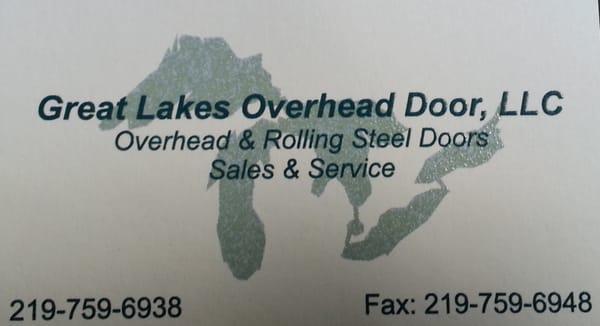 Great Lakes Overhead Door, LLC
Overhead & Rolling Steel Doors
Sales & Service
219-759-6938 Fax: 219-759-6948